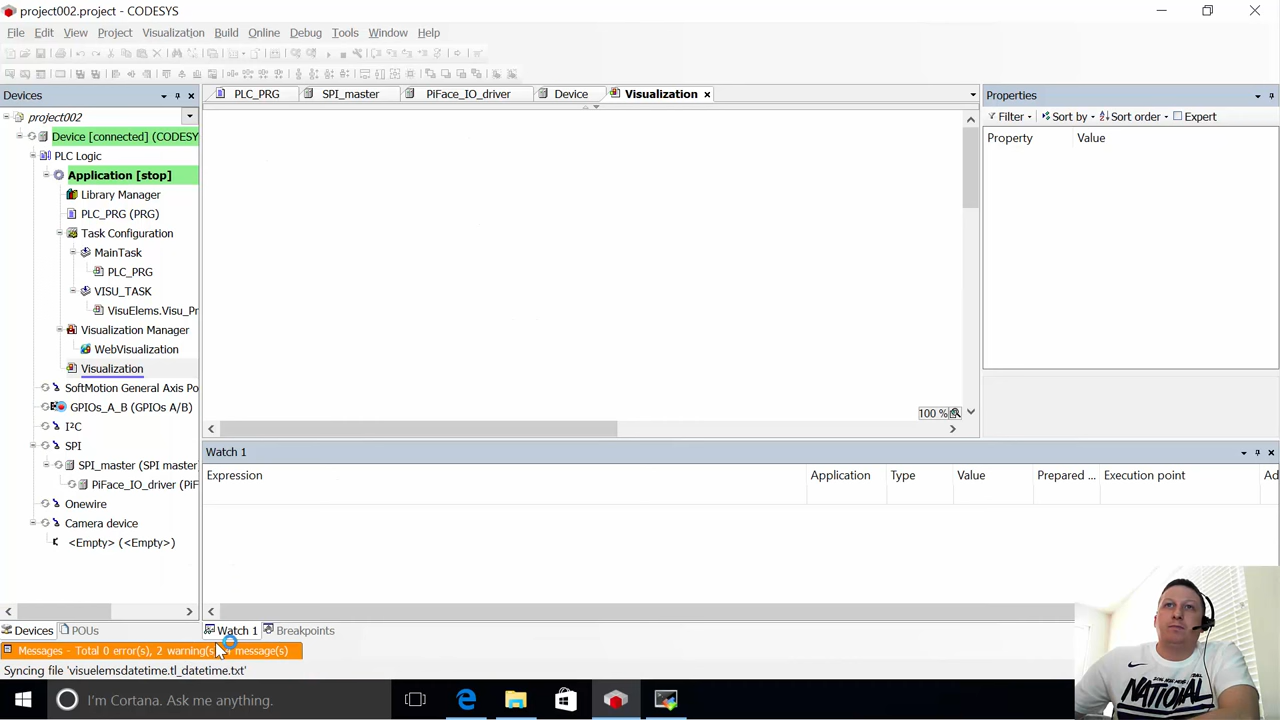 project002.project - CODESYS
File Edit View Project Visualization Build Online Debug Tools Window Help
Devices
PLC_PRG SPI_master PiFace_IO_driver Device Visualization
Properties
project002
Filter Sort by Sort order Expert
Device [connected] (CODESY
Property Value
PLC Logic
Application [stop]
Library Manager
PLC_PRG (PRG)
Task Configuration
MainTask
PLC_PRG
VISU_TASK
VisuElems.Visu_Pr
Visualization Manager
WebVisualization
Visualization
SoftMotion General Axis Po
GPIOs_A_B (GPIOs A/B)
100 %
I²C
SPI
Watch 1
SPI_master (SPI master
Expression Application Type Value Prepared ... Execution point Ad
PiFace_IO_driver (PiF
Onewire
Camera device
<Empty> (<Empty>)
Devices POUs
Watch 1 Breakpoints
Messages - Total 0 error(s), 2 warning(s), message(s)
Syncing file 'visuelemsdatetime.tl_datetime.txt'
I'm Cortana. Ask me anything.
NATIONAL